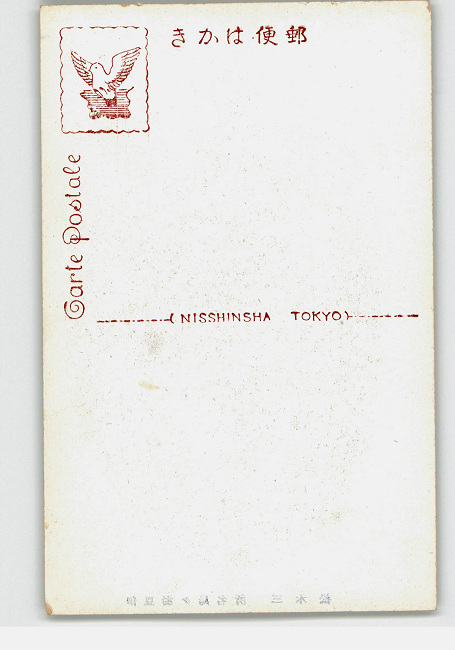 きかは便郵
Carte Postale
(NISSHINSHA TOKYO)